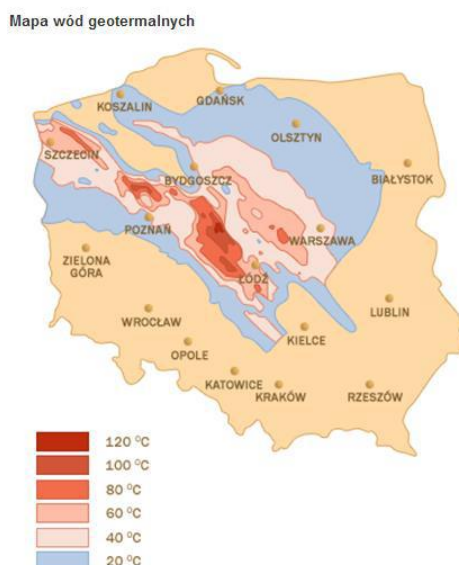 Mapa wód geotermalnych
KOSZALIN
GDAŃSK
OLSZTYN
SZCZECIN
BYDGOSZCZ
BIAŁYSTOK
POZNAŃ
WARSZAWA
ZIELONA
GÓRA
ŁÓDŹ
LUBLIN
WROCŁAW
KIELCE
OPOLE
KATOWICE
KRAKÓW
RZESZÓW
120 °C
100 °C
80 °C
60 °C
40 °C
20 °C